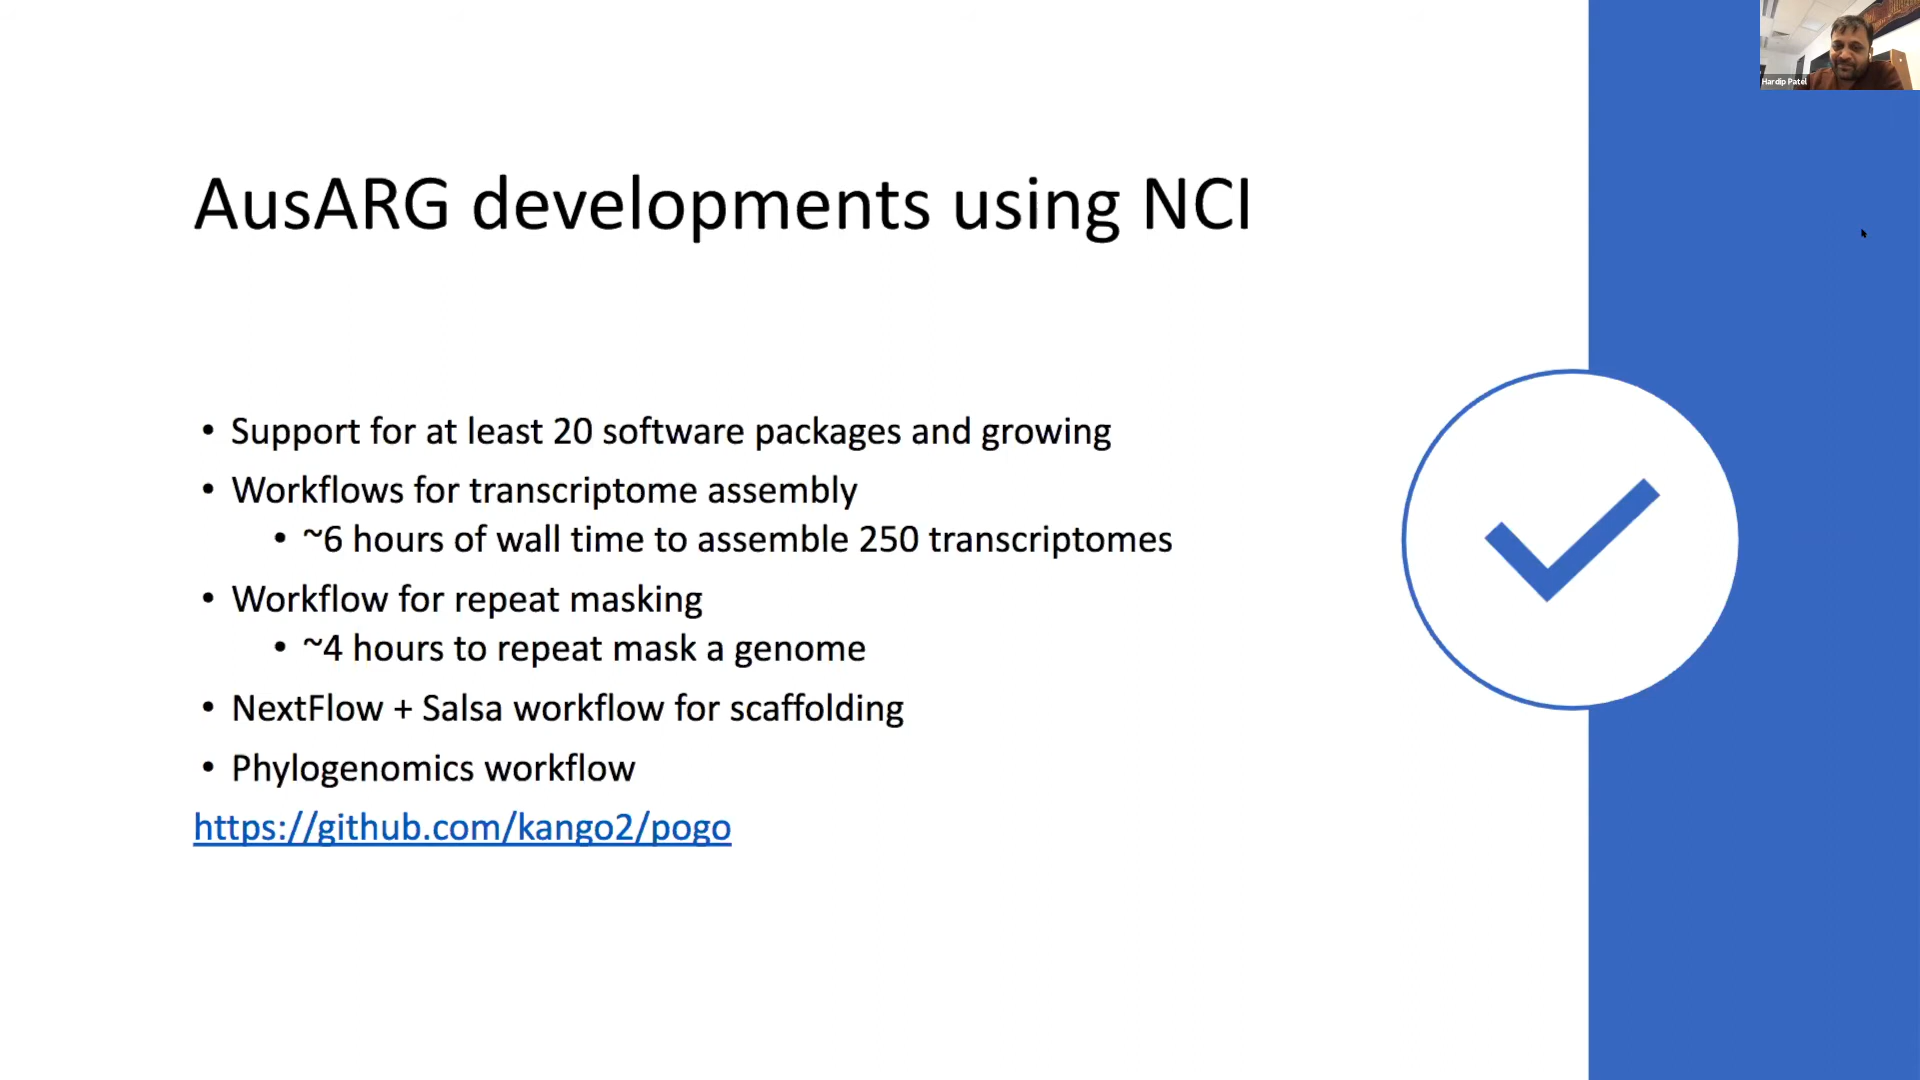 Hardip Patel
AusARG developments using NCI
• Support for at least 20 software packages and growing
• Workflows for transcriptome assembly
• ~6 hours of wall time to assemble 250 transcriptomes
• Workflow for repeat masking
• ~4 hours to repeat mask a genome
• NextFlow + Salsa workflow for scaffolding
• Phylogenomics workflow
https://github.com/kango2/pogo